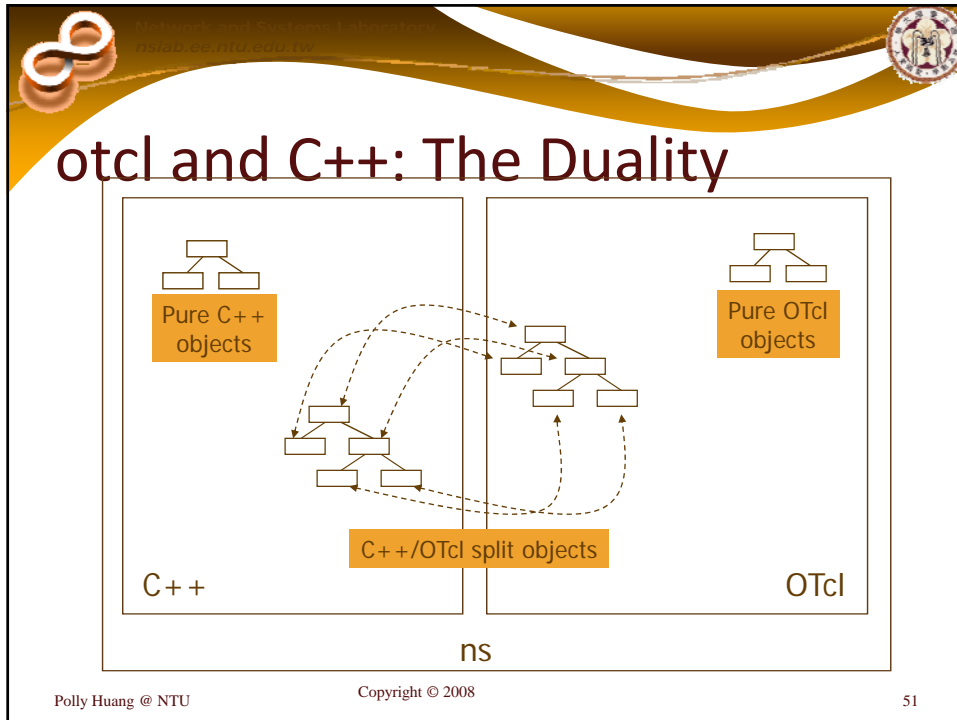 Network and Systems Laboratory
nslab.ee.ntu.edu.tw
otcl and C++: The Duality
Pure C++
objects
Pure OTcl
objects
C++/OTcl split objects
C++
OTcl
ns
Polly Huang @ NTU
Copyright © 2008
51